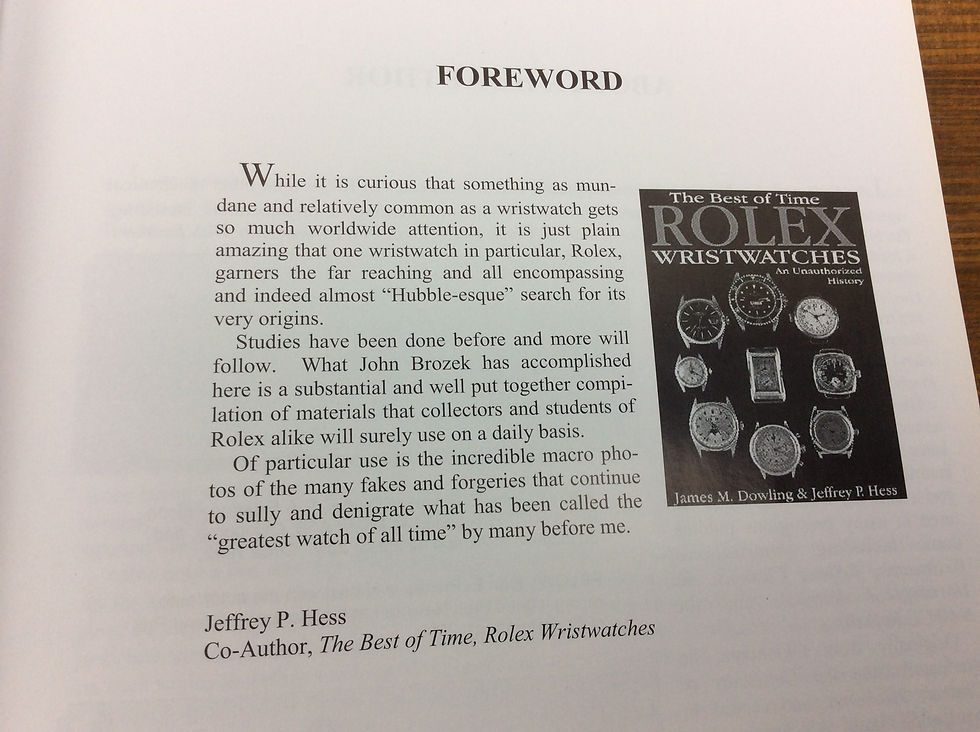 FOREWORD
While it is curious that something as mun-
dane and relatively common as a wristwatch gets
so much worldwide attention, it is just plain
amazing that one wristwatch in particular, Rolex,
garners the far reaching and all encompassing
and indeed almost “Hubble-esque” search for its
very origins.
Studies have been done before and more will
follow. What John Brozek has accomplished
here is a substantial and well put together compi-
lation of materials that collectors and students of
Rolex alike will surely use on a daily basis.
Of particular use is the incredible macro pho-
tos of the many fakes and forgeries that continue
to sully and denigrate what has been called the
“greatest watch of all time” by many before me.
Jeffrey P. Hess
Co-Author, The Best of Time, Rolex Wristwatches
The Best of Time
ROLEX
WRISTWATCHES
An Unauthorized
History
James M. Dowling & Jeffrey P. Hess